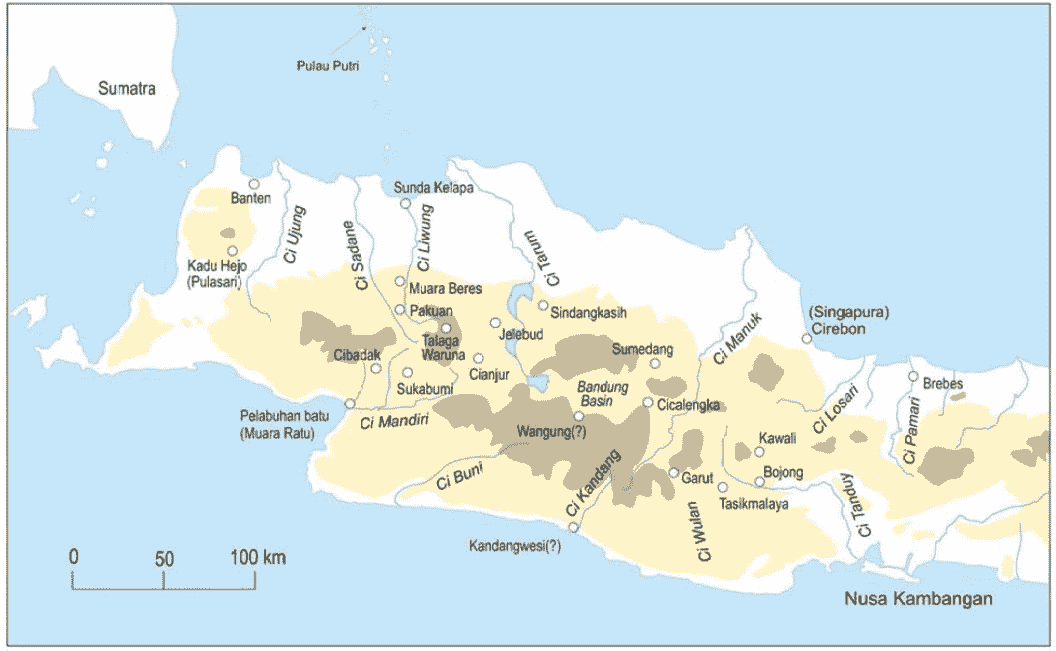 Pulau Putri
Sumatra
Banten
Sunda Kelapa
Ci Ujung
Ci Sadane
Ci Liwung
Ci Tarum
Kadu Hejo
(Pulasari)
Muara Beres
Pakuan
Sindangkasih
(Singapura)
Cirebon
Talaga
Waruna
Jelebud
Ci Manuk
Cibadak
Cianjur
Sumedang
Sukabumi
Bandung
Basin
Brebes
Pelabuhan batu
(Muara Ratu)
Ci Mandiri
Cicalengka
Ci Losari
Ci Pamari
Wangung(?)
Kawali
Ci Buni
Ci Kandang
Garut
Bojong
Tasikmalaya
Ci Tanduy
Ci Wulan
Kandangwesi(?)
0 50 100 km
Nusa Kambangan